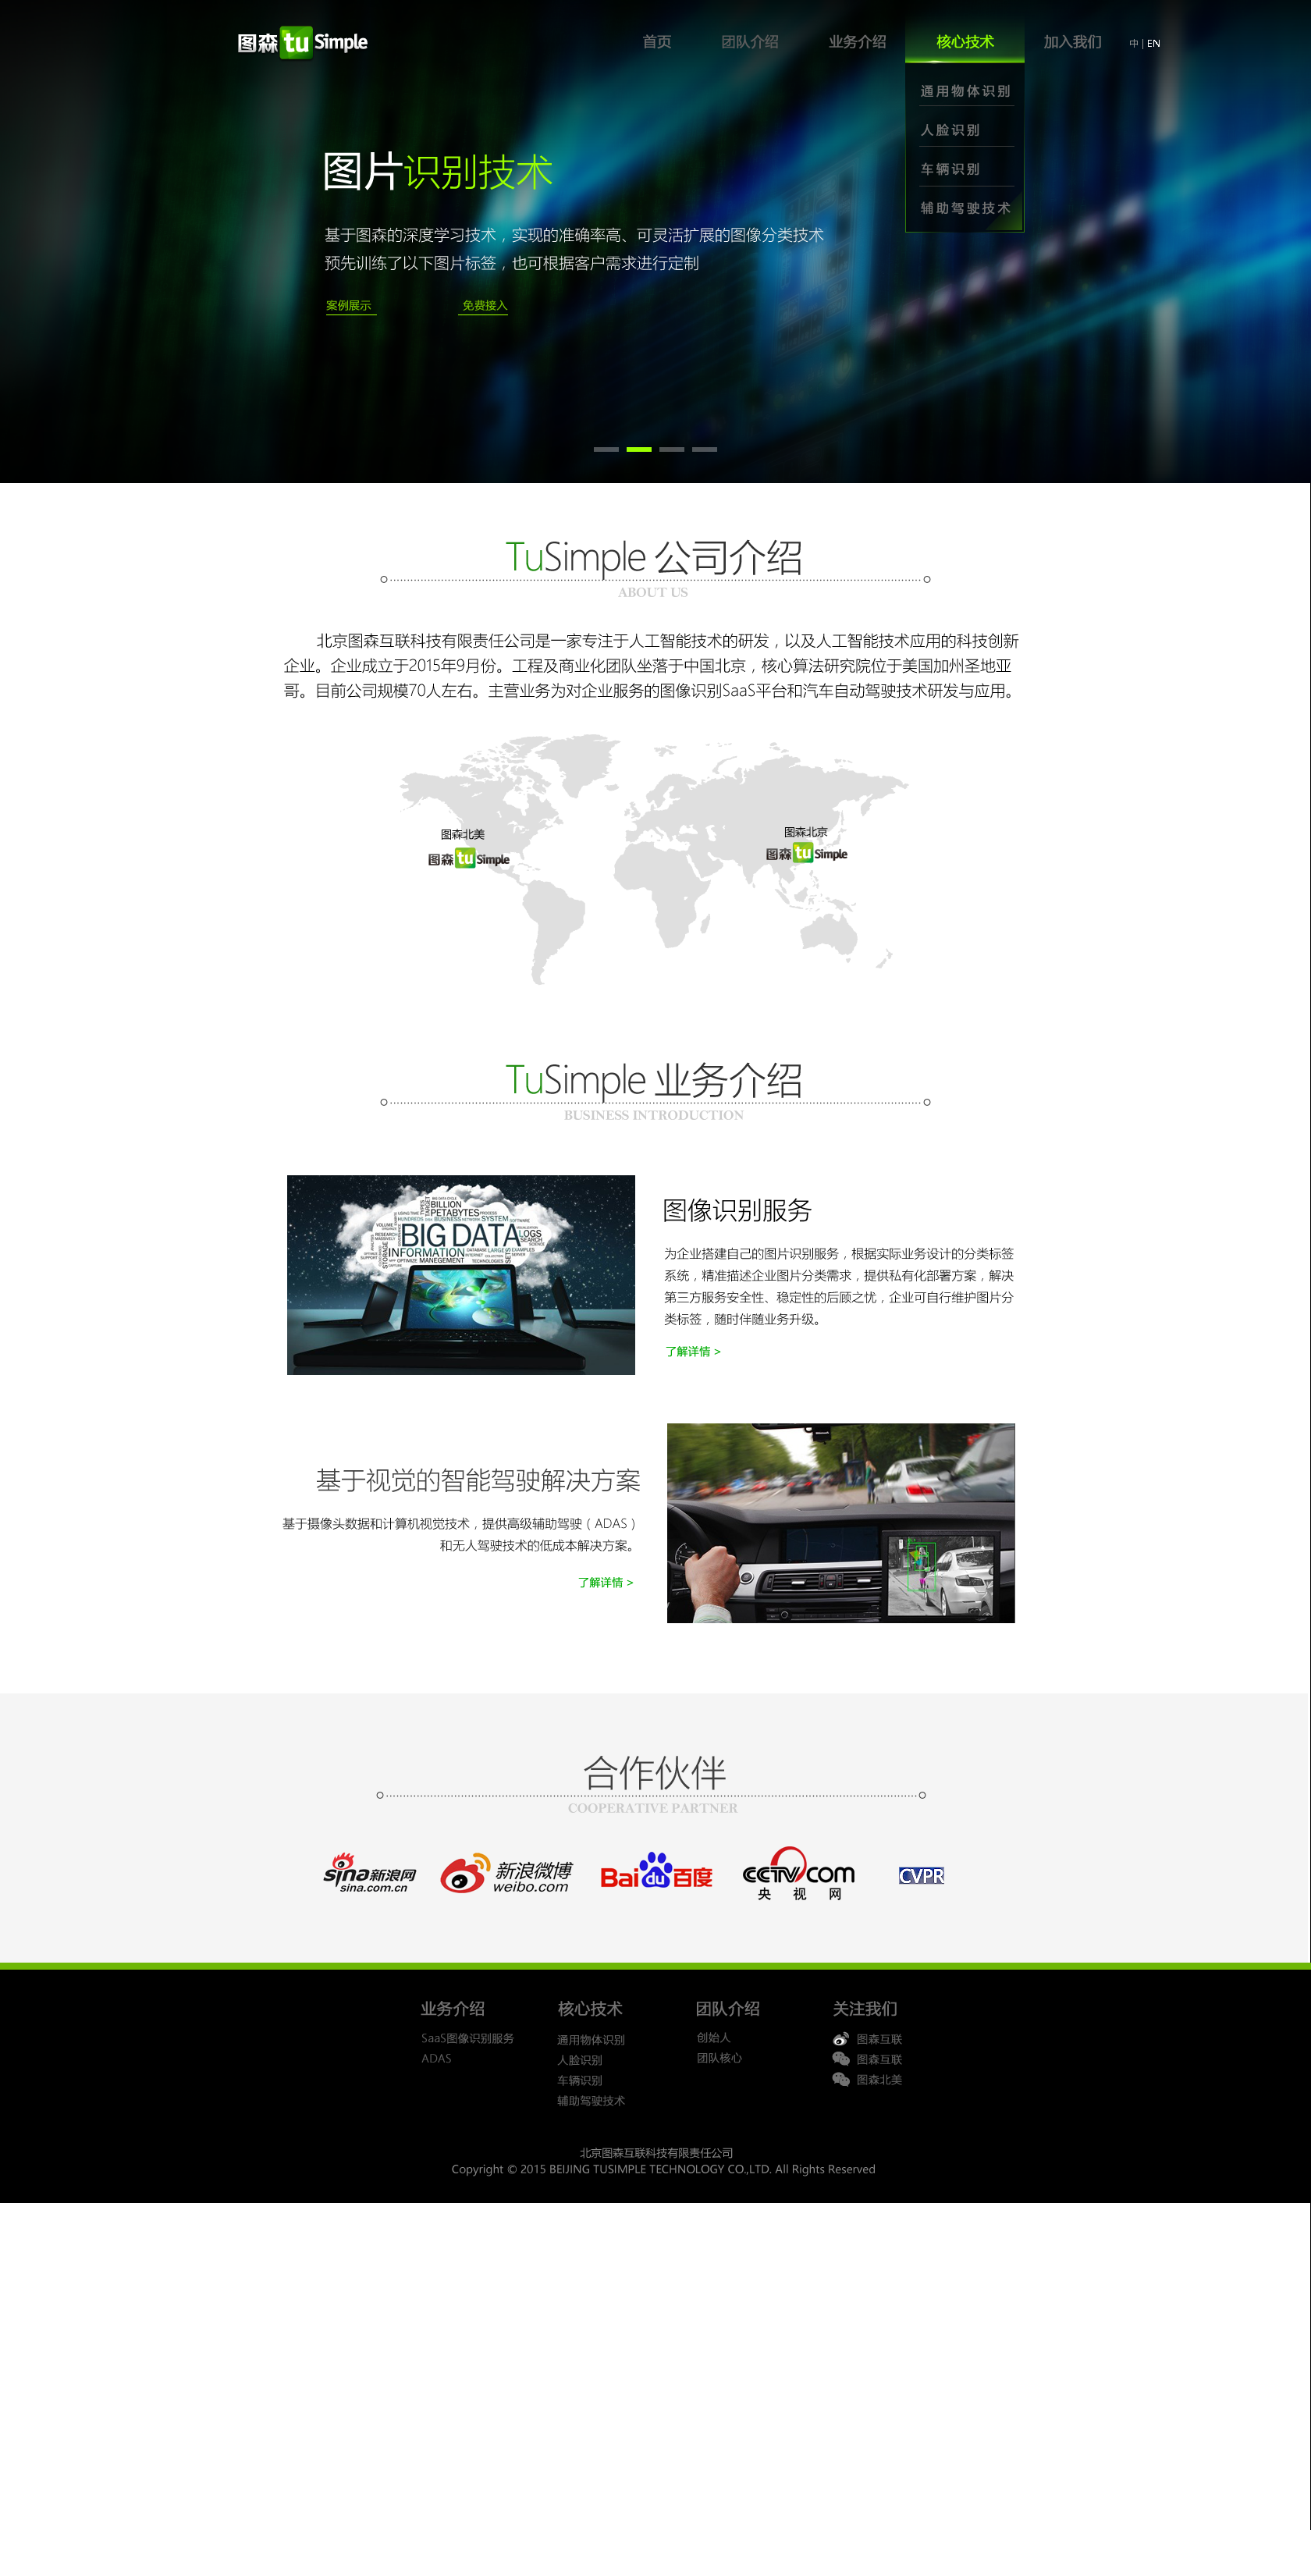 图森 tu Simple
首页 团队介绍 业务介绍 核心技术 加入我们 中 | EN
通用物体识别
人脸识别
车辆识别
辅助驾驶技术
图片识别技术
基于图森的深度学习技术，实现的准确率高、可灵活扩展的图像分类技术
预先训练了以下图片标签，也可根据客户需求进行定制
案例展示 免费接入
TuSimple 公司介绍
ABOUT US
北京图森互联科技有限责任公司是一家专注于人工智能技术的研发，以及人工智能技术应用的科技创新
企业。企业成立于2015年9月份。工程及商业化团队坐落于中国北京，核心算法研究院位于美国加州圣地亚
哥。目前公司规模70人左右。主营业务为对企业服务的图像识别SaaS平台和汽车自动驾驶技术研发与应用。
图森北美
图森 tu Simple
图森北京
图森 tu Simple
TuSimple 业务介绍
BUSINESS INTRODUCTION
BILLION
PETABYTES
SYSTEM
BIG DATA
LOGS
SEARCH
INFORMATION
STORAGE
图像识别服务
为企业搭建自己的图片识别服务，根据实际业务设计的分类标签
系统，精准描述企业图片分类需求，提供私有化部署方案，解决
第三方服务安全性、稳定性的后顾之忧，企业可自行维护图片分
类标签，随时伴随业务升级。
了解详情 >
基于视觉的智能驾驶解决方案
基于摄像头数据和计算机视觉技术，提供高级辅助驾驶（ADAS）
和无人驾驶技术的低成本解决方案。
了解详情 >
合作伙伴
COOPERATIVE PARTNER
sina新浪网
sina.com.cn
新浪微博
weibo.com
Baidu百度
CCTV.com
央视网
CVPR
业务介绍 核心技术 团队介绍 关注我们
SaaS图像识别服务 通用物体识别 创始人 图森互联
ADAS 人脸识别 团队核心 图森互联
车辆识别 图森北美
辅助驾驶技术
北京图森互联科技有限责任公司
Copyright © 2015 BEIJING TUSIMPLE TECHNOLOGY CO.,LTD. All Rights Reserved